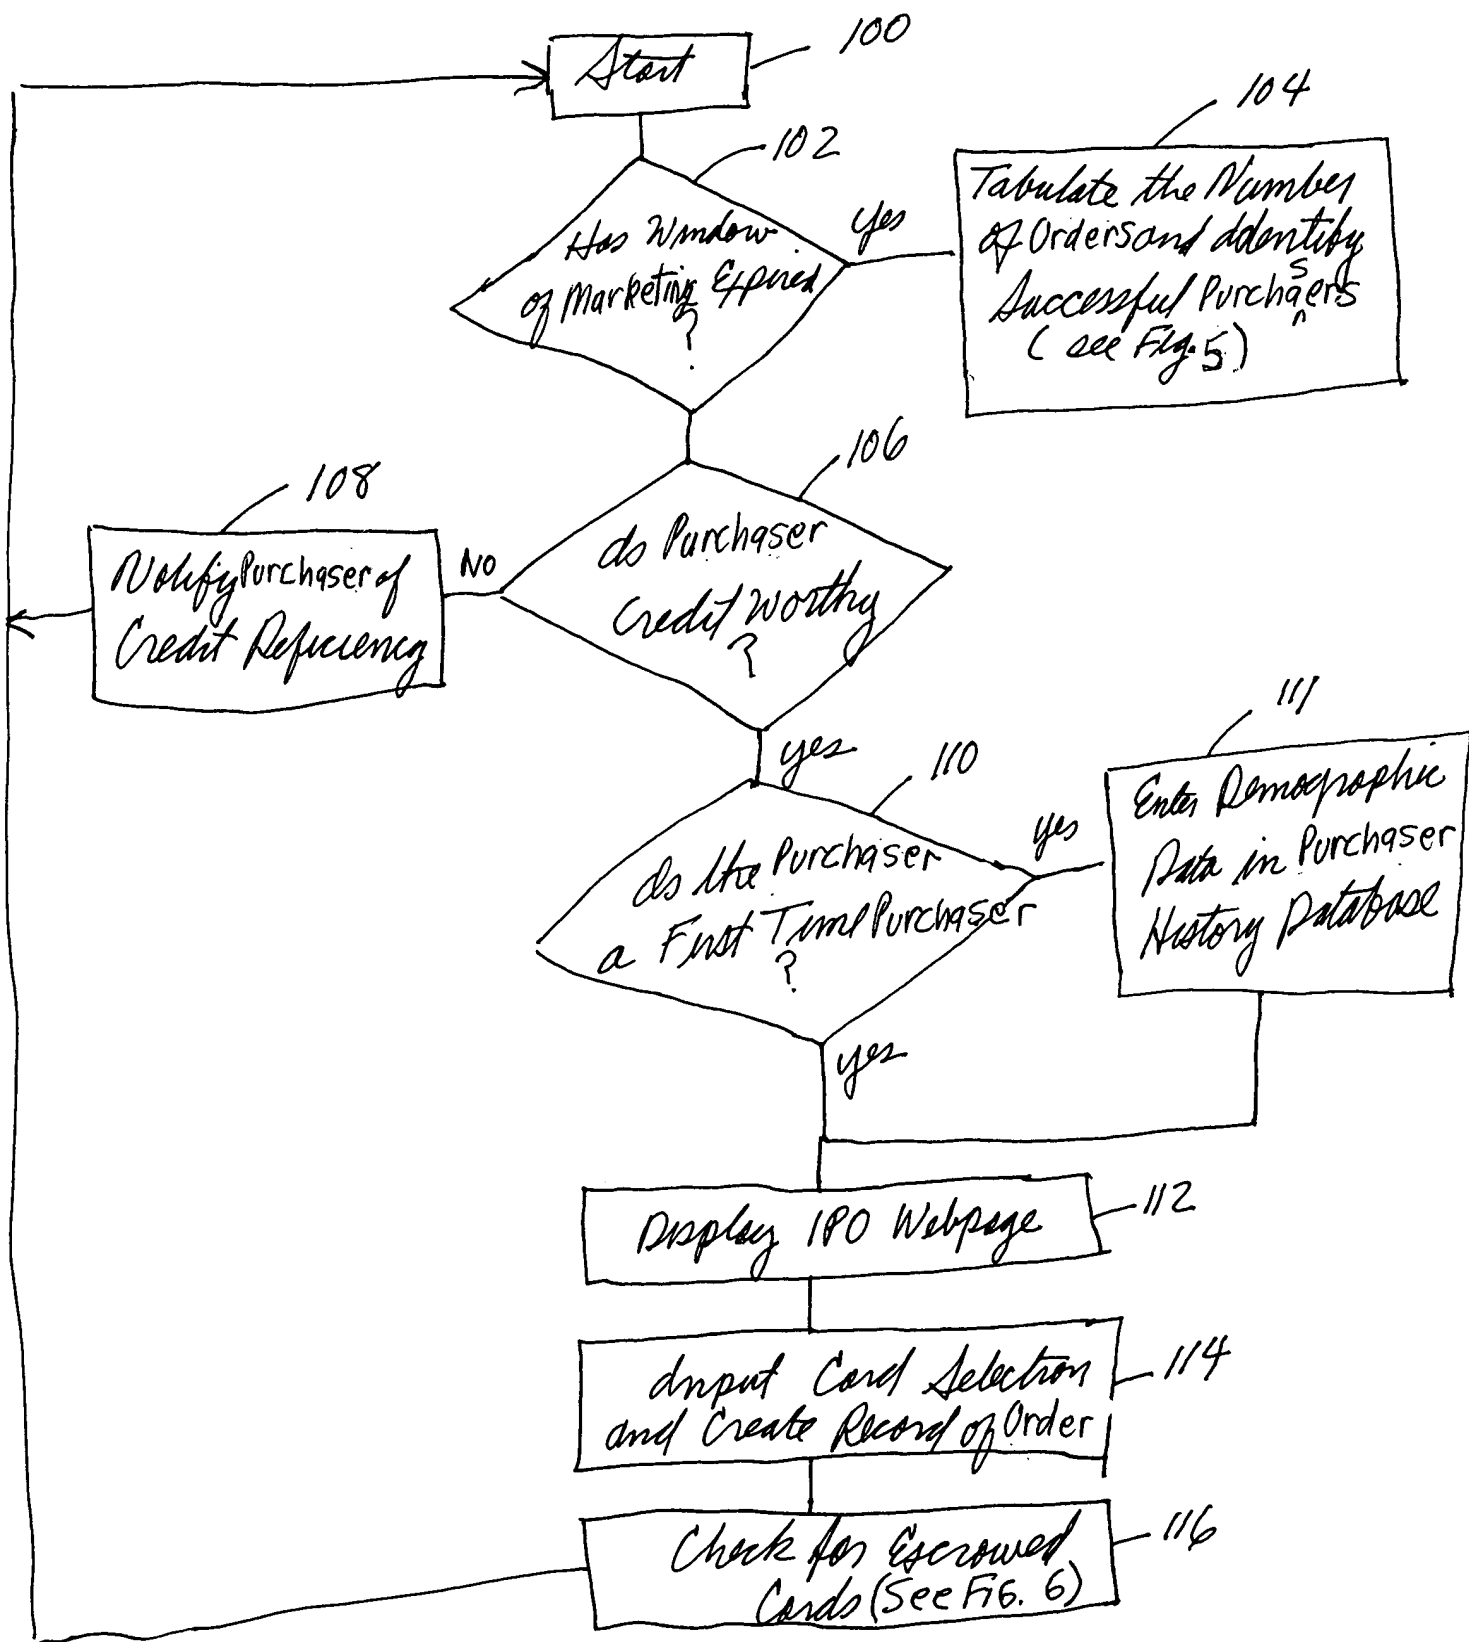 Start
100
102
Has Window
of Marketing Expired
?
Yes
104
Tabulate the Number
of Orders and Identify
Successful Purchasers
(see Fig. 5)
106
Is Purchaser
Credit Worthy
?
No
108
Notify Purchaser of
Credit Deficiency
yes
110
Is the Purchaser
a First Time Purchaser
?
yes
111
Enter Demographic
Data in Purchaser
History Database
yes
Display IPO Webpage
112
Input Card Selection
and Create Record of Order
114
Check for Escrowed
Cards (See FIG. 6)
116